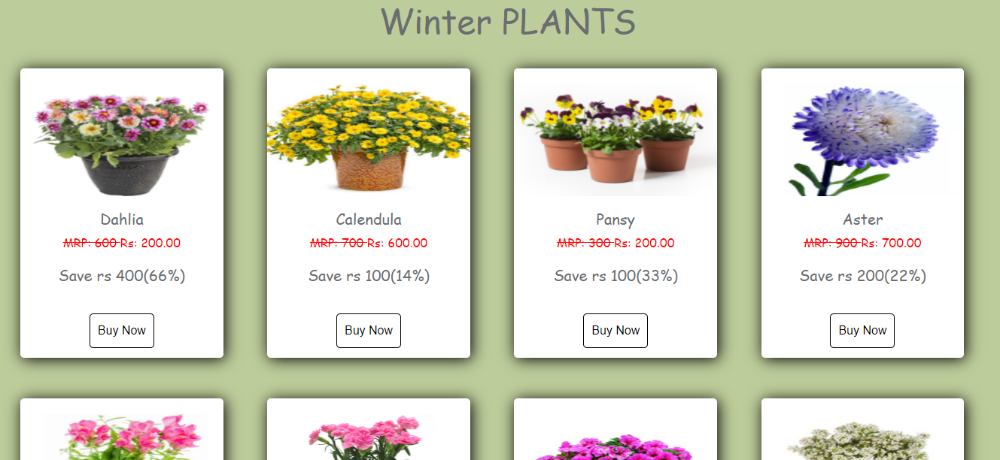 Winter PLANTS
Dahlia
MRP: 600 Rs: 200.00
Save rs 400(66%)
Buy Now
Calendula
MRP: 700 Rs: 600.00
Save rs 100(14%)
Buy Now
Pansy
MRP: 300 Rs: 200.00
Save rs 100(33%)
Buy Now
Aster
MRP: 900 Rs: 700.00
Save rs 200(22%)
Buy Now